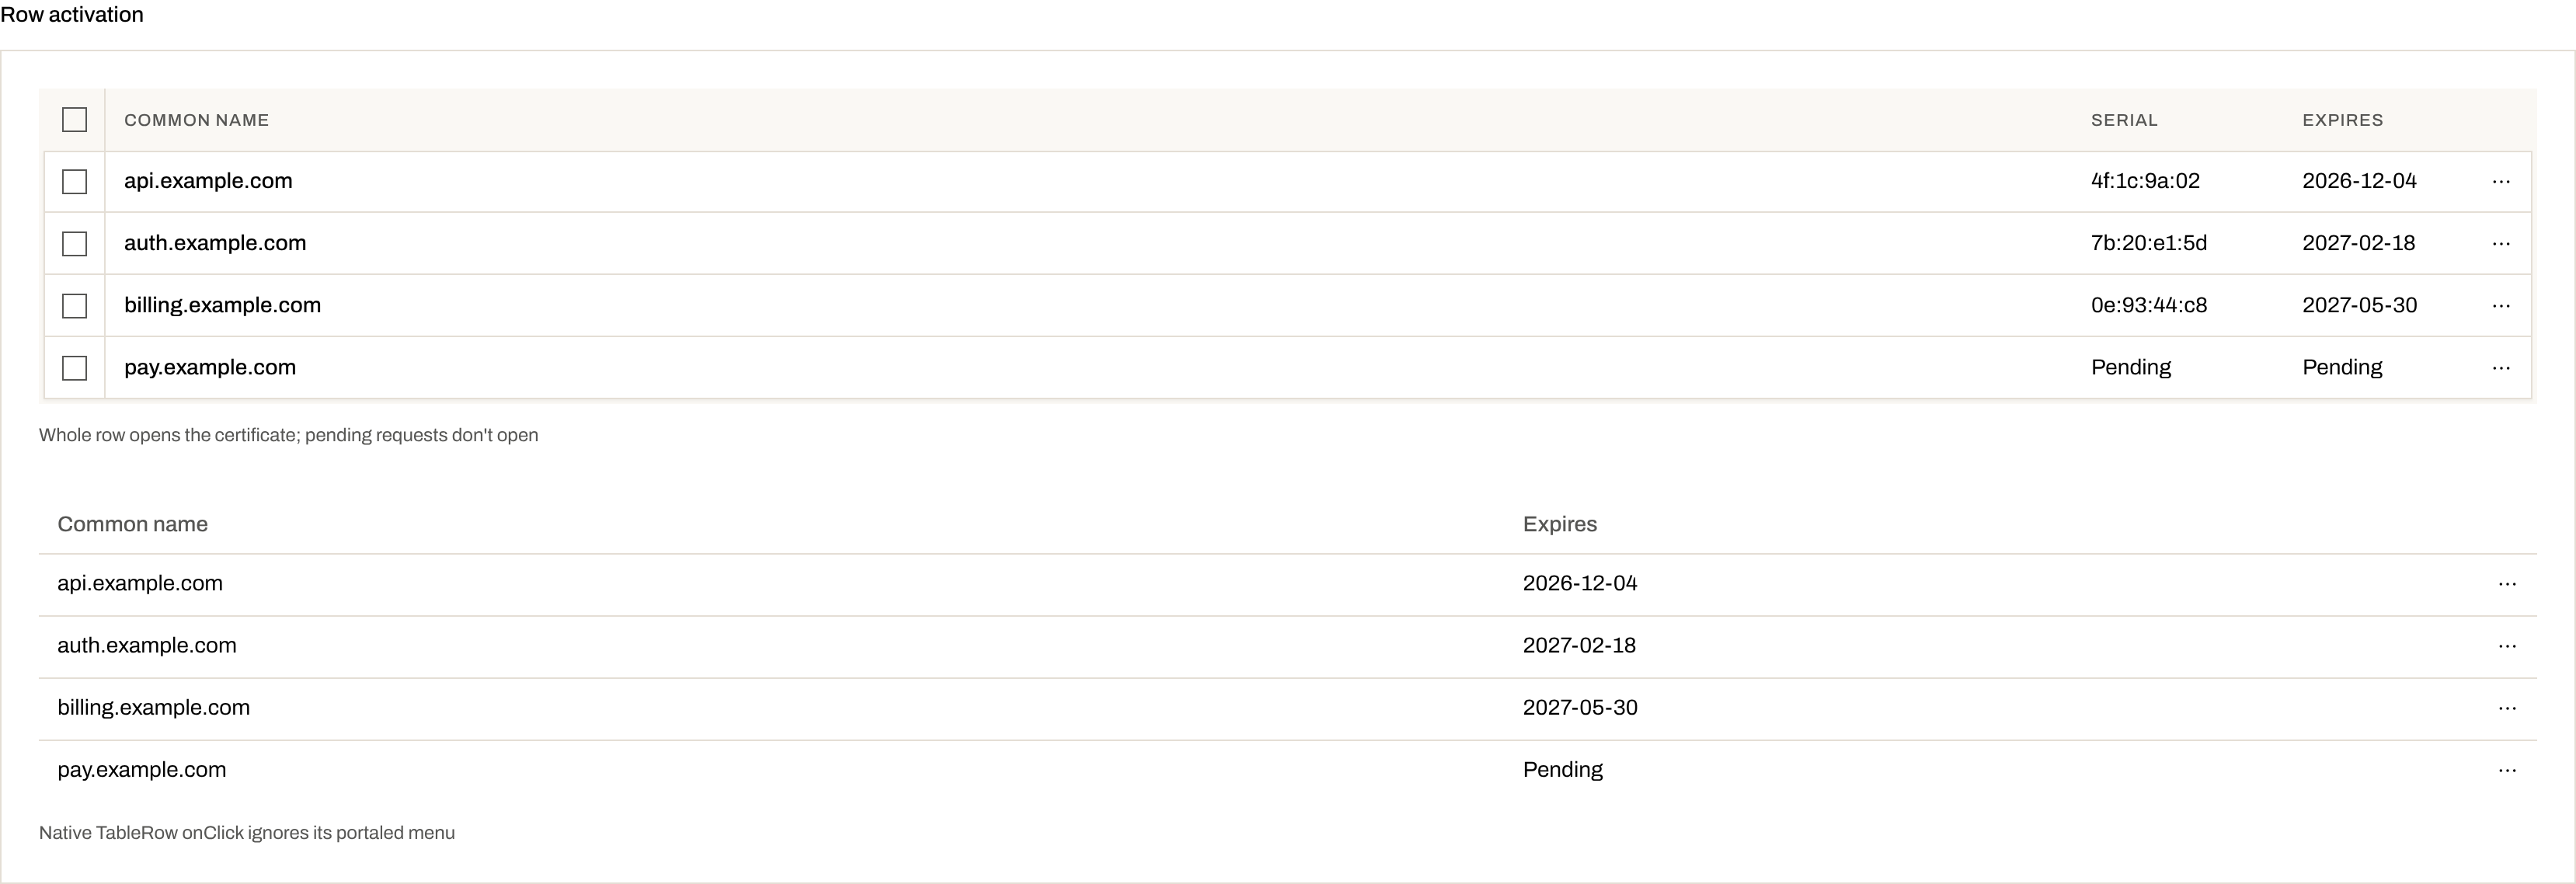 Row activation
COMMON NAME SERIAL EXPIRES
api.example.com 4f:1c:9a:02 2026-12-04 ···
auth.example.com 7b:20:e1:5d 2027-02-18 ···
billing.example.com 0e:93:44:c8 2027-05-30 ···
pay.example.com Pending Pending ···
Whole row opens the certificate; pending requests don't open
Common name Expires
api.example.com 2026-12-04 ···
auth.example.com 2027-02-18 ···
billing.example.com 2027-05-30 ···
pay.example.com Pending ···
Native TableRow onClick ignores its portaled menu